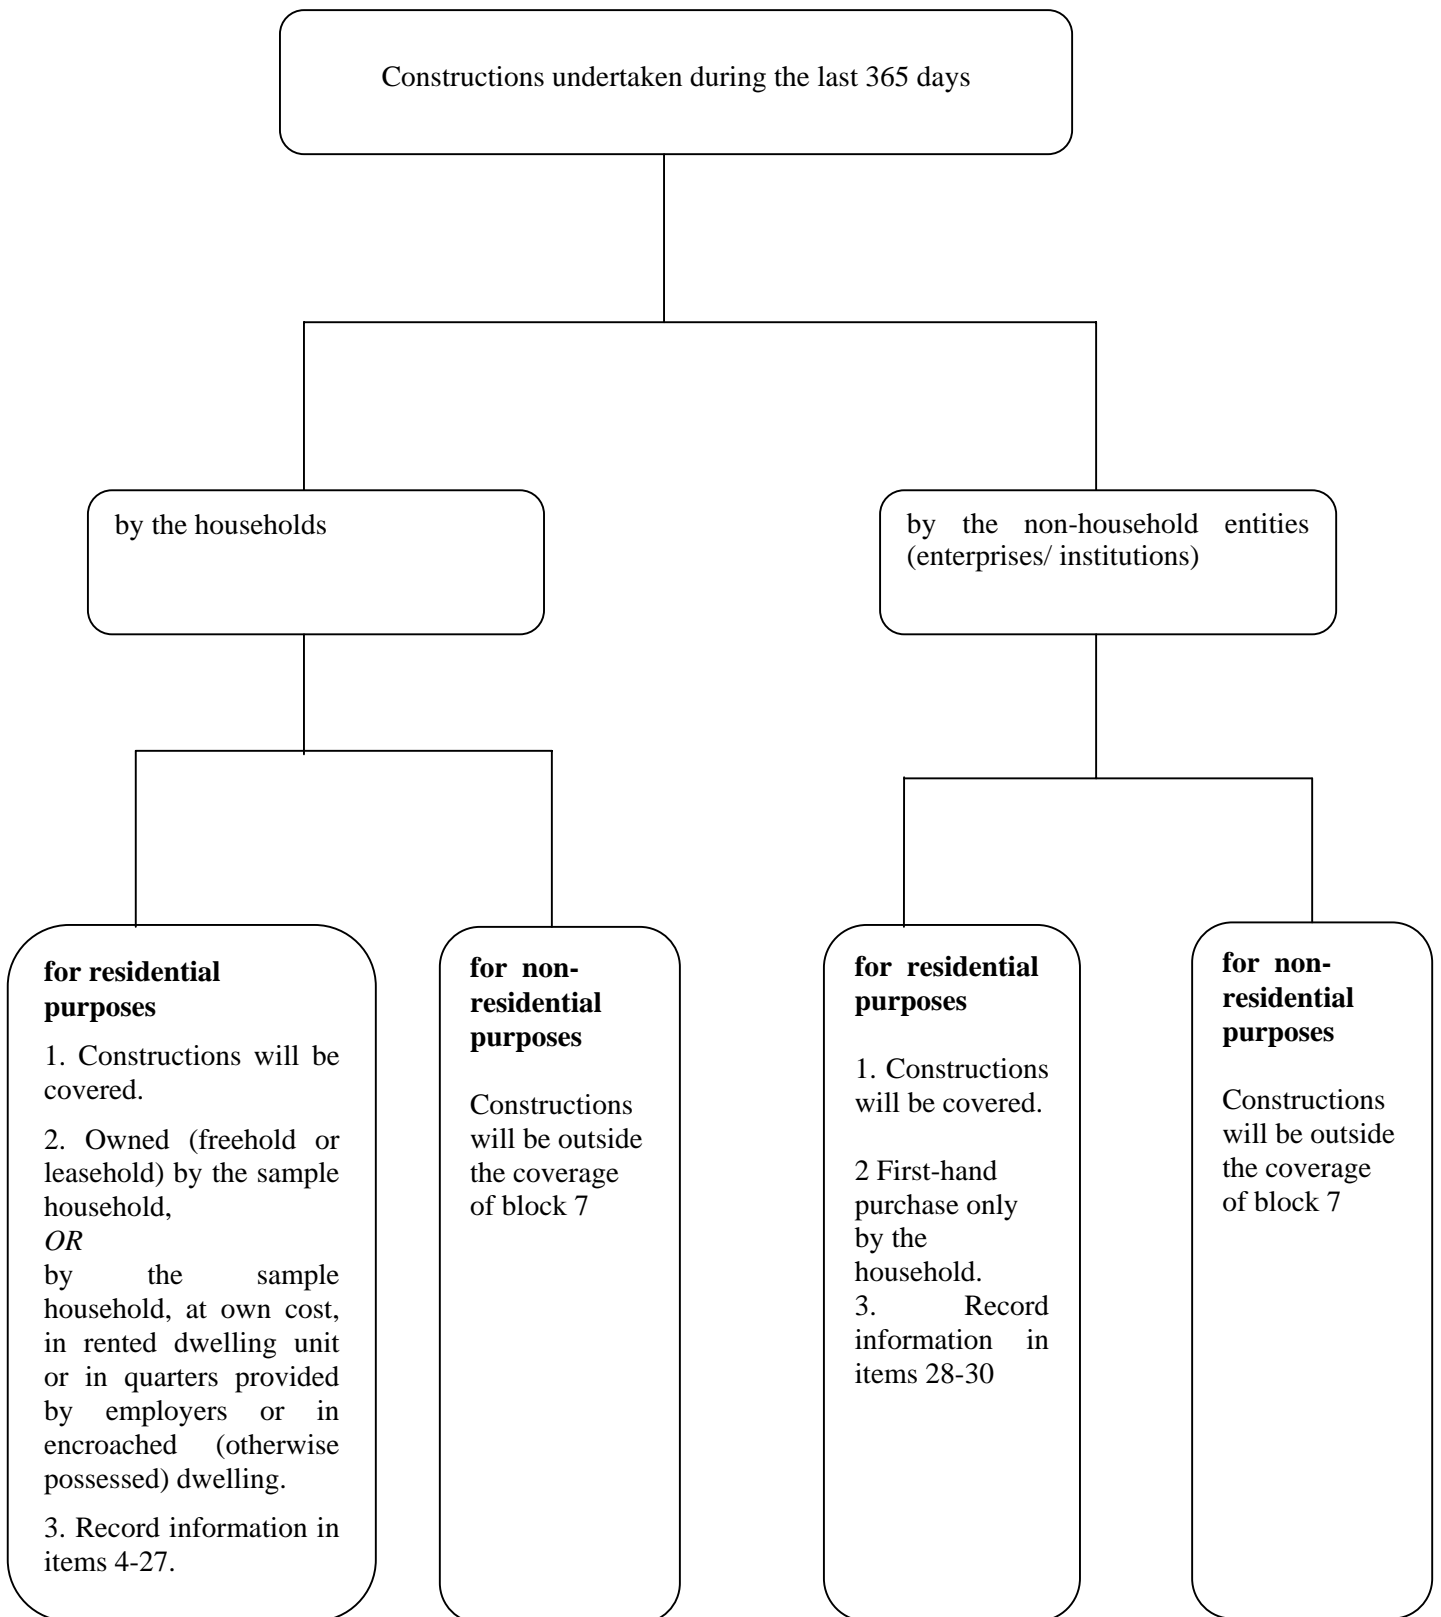 Constructions undertaken during the last 365 days
by the households
by the non-household entities
(enterprises/ institutions)
for residential
purposes
1. Constructions will be
covered.
2. Owned (freehold or
leasehold) by the sample
household,
OR
by the sample
household, at own cost,
in rented dwelling unit
or in quarters provided
by employers or in
encroached (otherwise
possessed) dwelling.
3. Record information in
items 4-27.
for non-
residential
purposes
Constructions
will be outside
the coverage
of block 7
for residential
purposes
1. Constructions
will be covered.
2 First-hand
purchase only
by the
household.
3. Record
information in
items 28-30
for non-
residential
purposes
Constructions
will be outside
the coverage
of block 7